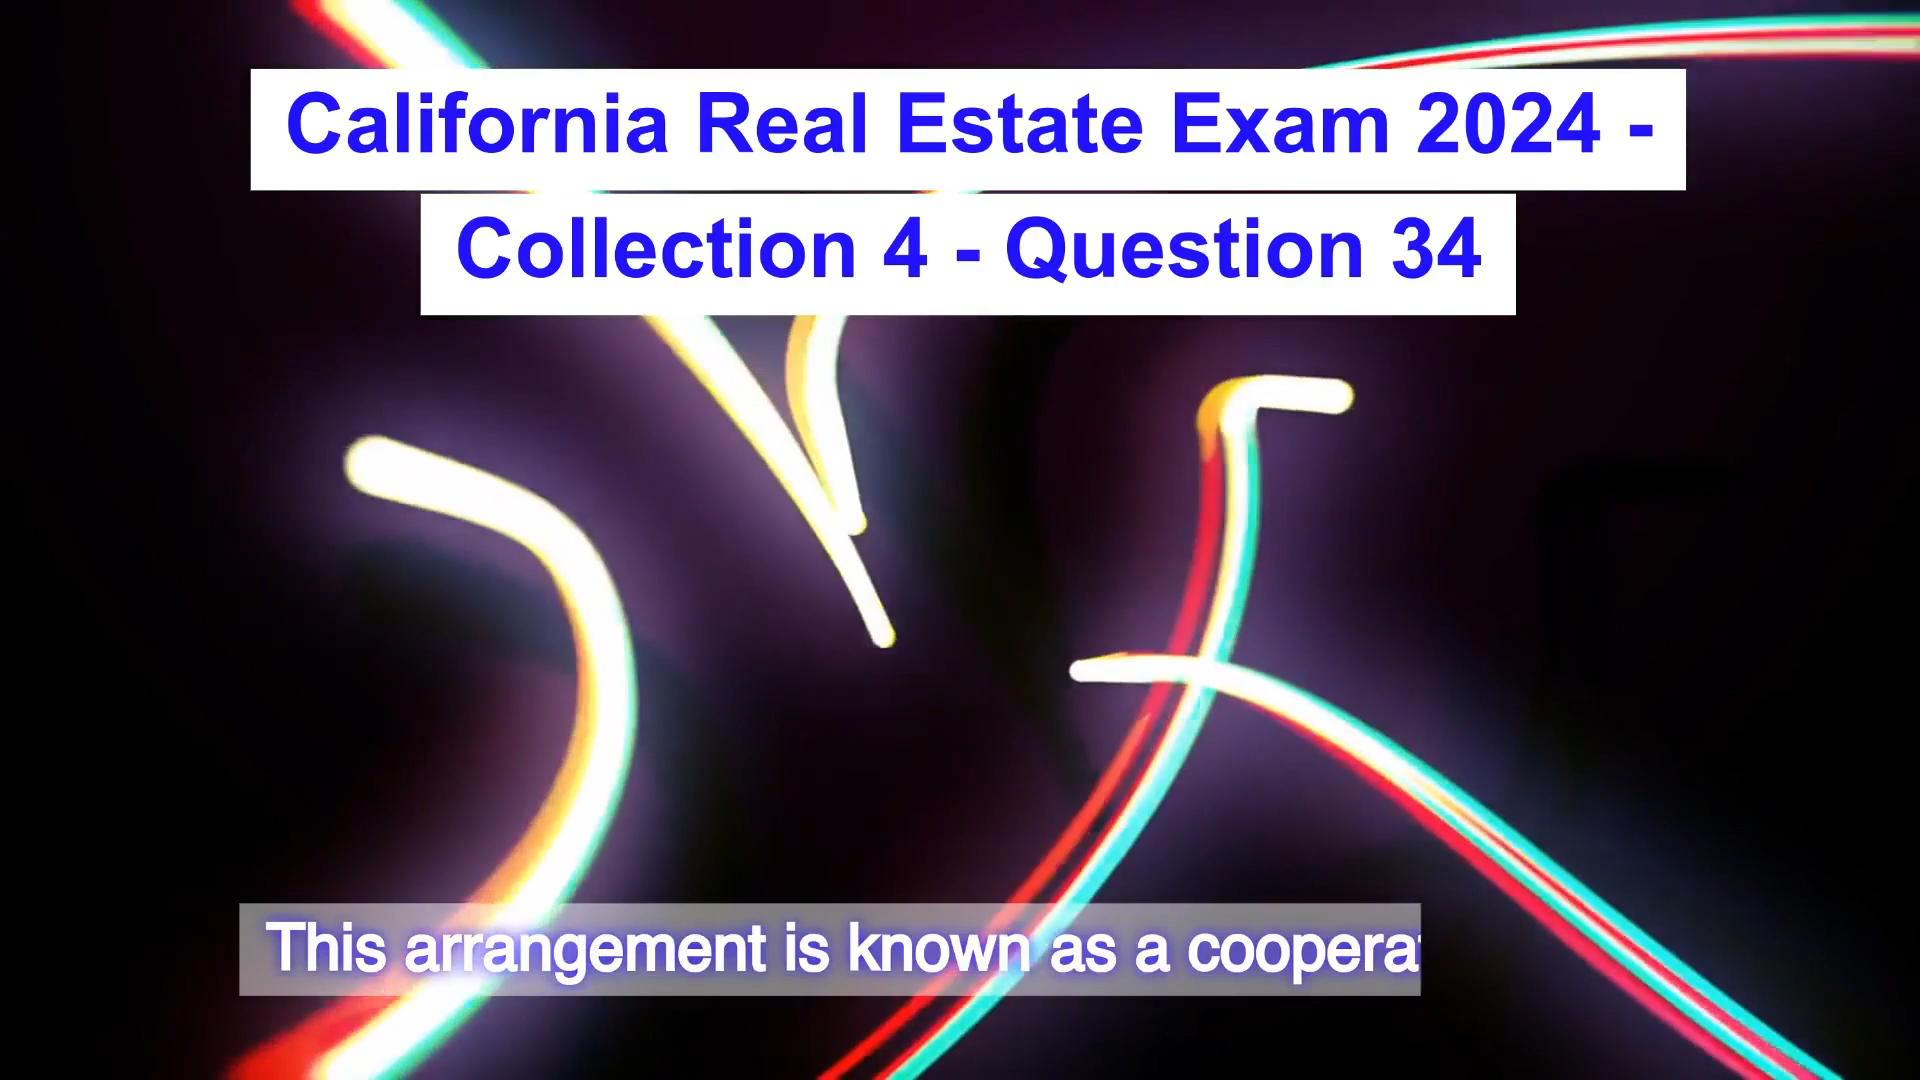 California Real Estate Exam 2024 -
Collection 4 - Question 34
This arrangement is known as a